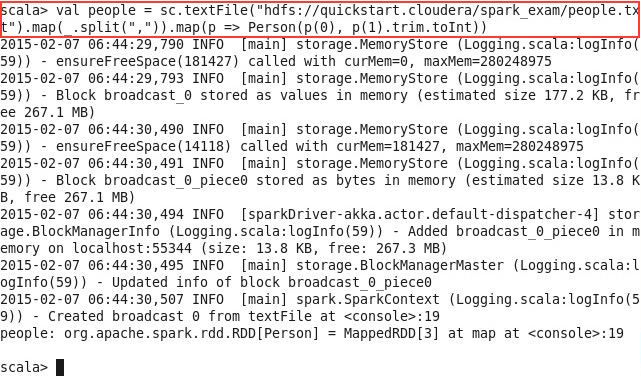 scala> val people = sc.textFile("hdfs://quickstart.cloudera/spark_exam/people.tx
t").map(_.split(",")).map(p => Person(p(0), p(1).trim.toInt))
2015-02-07 06:44:29,790 INFO  [main] storage.MemoryStore (Logging.scala:logInfo(
59)) - ensureFreeSpace(181427) called with curMem=0, maxMem=280248975
2015-02-07 06:44:29,793 INFO  [main] storage.MemoryStore (Logging.scala:logInfo(
59)) - Block broadcast_0 stored as values in memory (estimated size 177.2 KB, fr
ee 267.1 MB)
2015-02-07 06:44:30,490 INFO  [main] storage.MemoryStore (Logging.scala:logInfo(
59)) - ensureFreeSpace(14118) called with curMem=181427, maxMem=280248975
2015-02-07 06:44:30,491 INFO  [main] storage.MemoryStore (Logging.scala:logInfo(
59)) - Block broadcast_0_piece0 stored as bytes in memory (estimated size 13.8 K
B, free 267.1 MB)
2015-02-07 06:44:30,494 INFO  [sparkDriver-akka.actor.default-dispatcher-4] stor
age.BlockManagerInfo (Logging.scala:logInfo(59)) - Added broadcast_0_piece0 in m
emory on localhost:55344 (size: 13.8 KB, free: 267.3 MB)
2015-02-07 06:44:30,495 INFO  [main] storage.BlockManagerMaster (Logging.scala:l
ogInfo(59)) - Updated info of block broadcast_0_piece0
2015-02-07 06:44:30,507 INFO  [main] spark.SparkContext (Logging.scala:logInfo(5
9)) - Created broadcast 0 from textFile at <console>:19
people: org.apache.spark.rdd.RDD[Person] = MappedRDD[3] at map at <console>:19
scala>